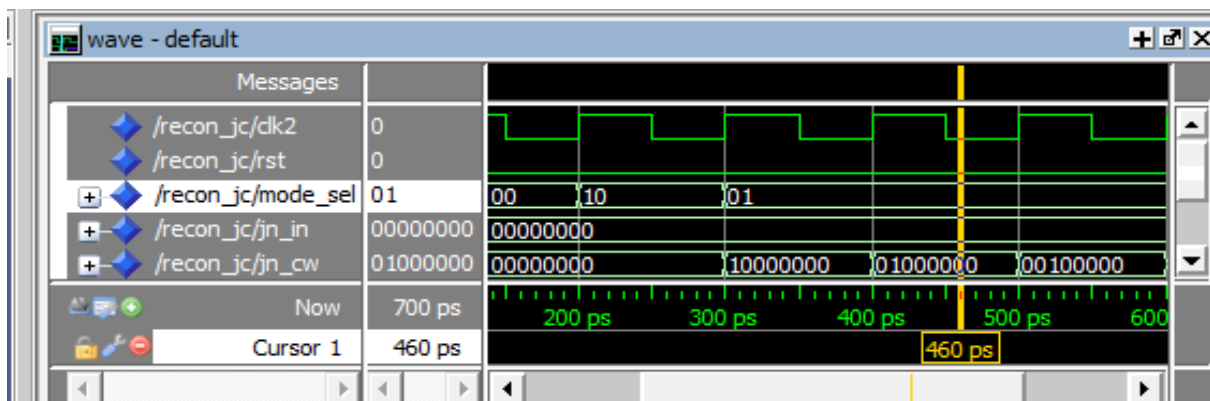 wave - default
Messages
/recon_jc/clk2 0
/recon_jc/rst 0
/recon_jc/mode_sel 01 00 10 01
/recon_jc/jn_in 00000000 00000000
/recon_jc/jn_cw 01000000 00000000 10000000 01000000 00100000
Now 700 ps 200 ps 300 ps 400 ps 500 ps 600
Cursor 1 460 ps 460 ps